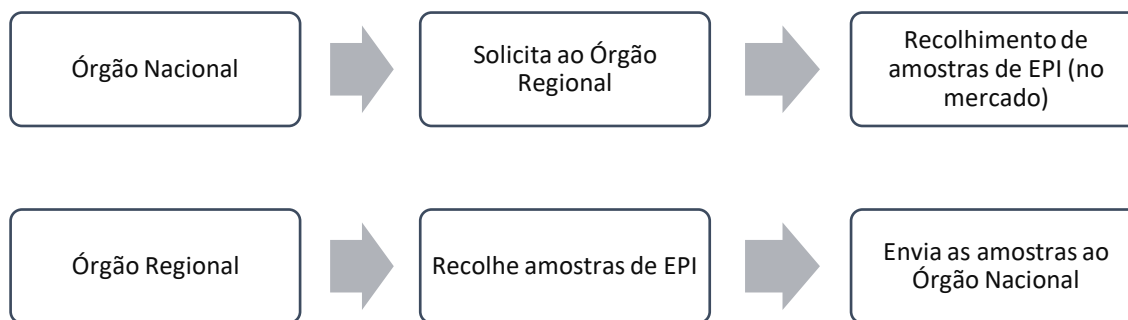 Órgão Nacional
Solicita ao Órgão
Regional
Recolhimento de
amostras de EPI (no
mercado)
Órgão Regional
Recolhe amostras de EPI
Envia as amostras ao
Órgão Nacional